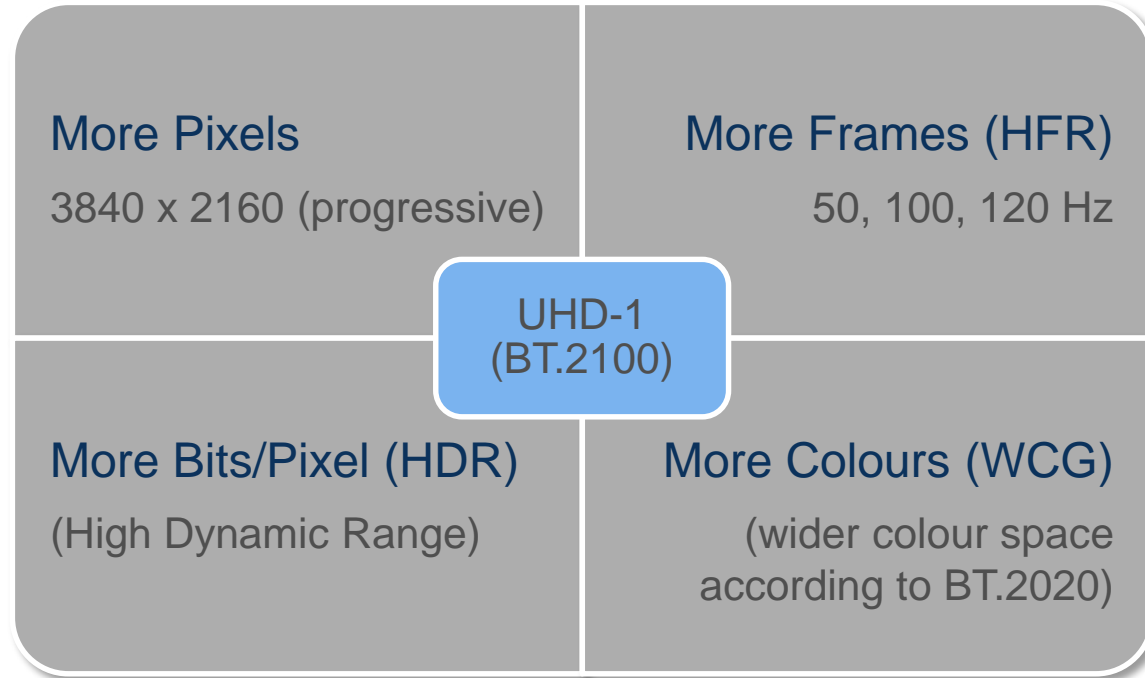 More Pixels
3840 x 2160 (progressive)
More Frames (HFR)
50, 100, 120 Hz
UHD-1
(BT.2100)
More Bits/Pixel (HDR)
(High Dynamic Range)
More Colours (WCG)
(wider colour space
according to BT.2020)